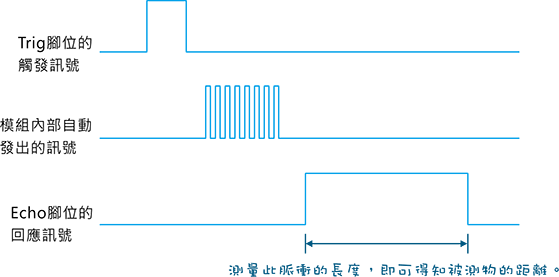 Trig腳位的
觸發訊號
模組內部自動
發出的訊號
Echo腳位的
回應訊號
測量此脈衝的長度，即可得知被測物的距離。